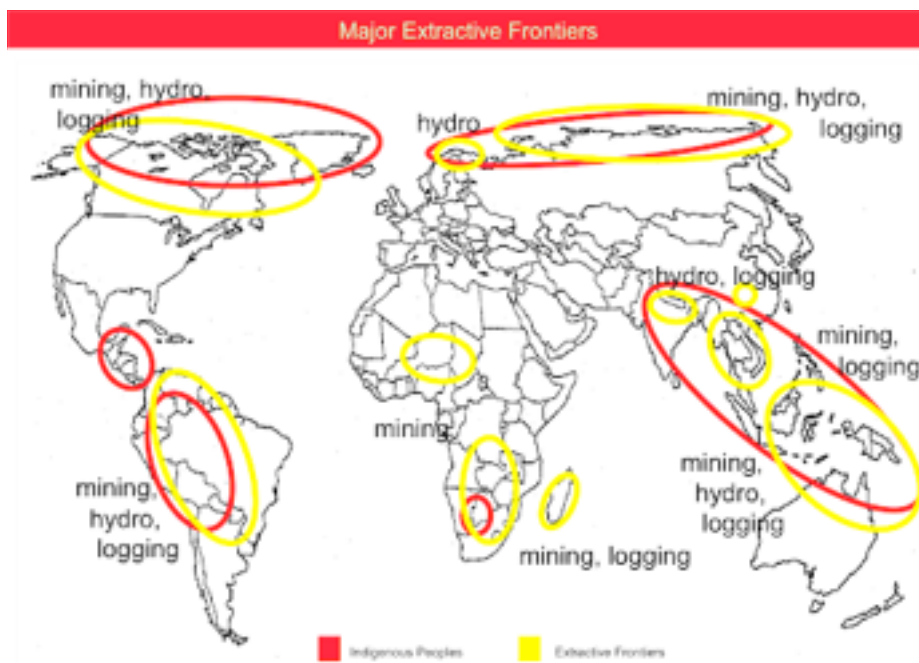 Major Extractive Frontiers
mining, hydro,
logging
hydro
mining, hydro,
logging
hydro, logging
mining,
logging
mining
mining,
hydro,
logging
mining,
hydro,
logging
mining, logging
Indigenous Peoples
Extractive Frontiers